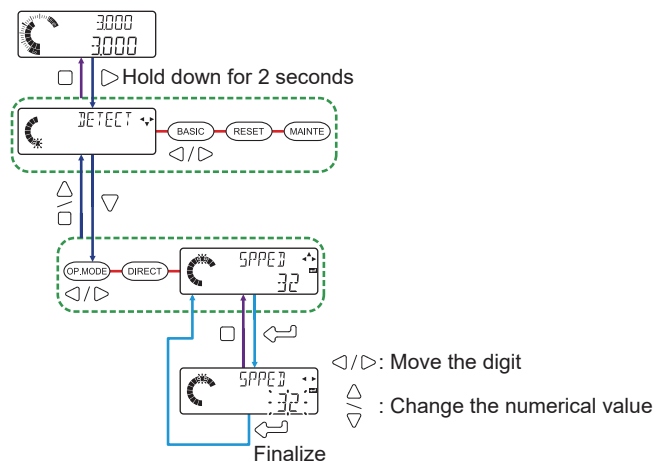 3.000
3.000
Hold down for 2 seconds
DETECT
BASIC
RESET
MAINTE
OP.MODE
DIRECT
SPPED
32
: Move the digit
SPPED
32
: Change the numerical value
Finalize